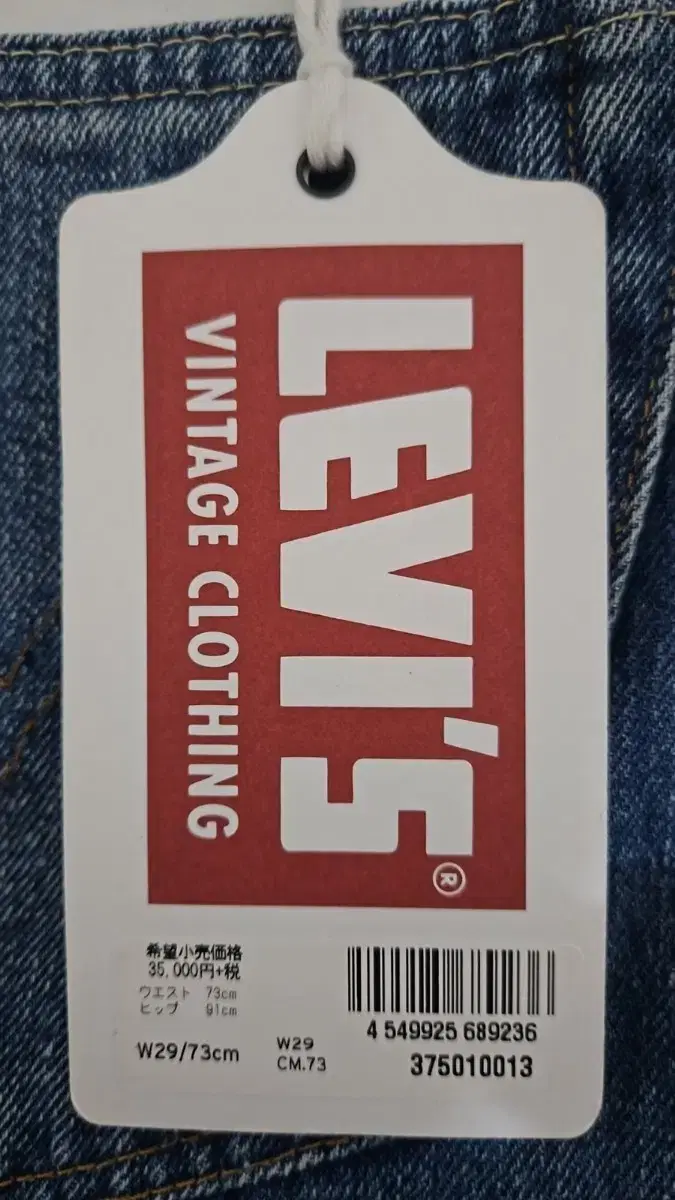 LEVI'S®
VINTAGE CLOTHING
希望小売価格
35,000円+税
ウエスト 73cm
ヒップ 91cm
W29/73cm
W29
CM.73
4 549925 689236
375010013